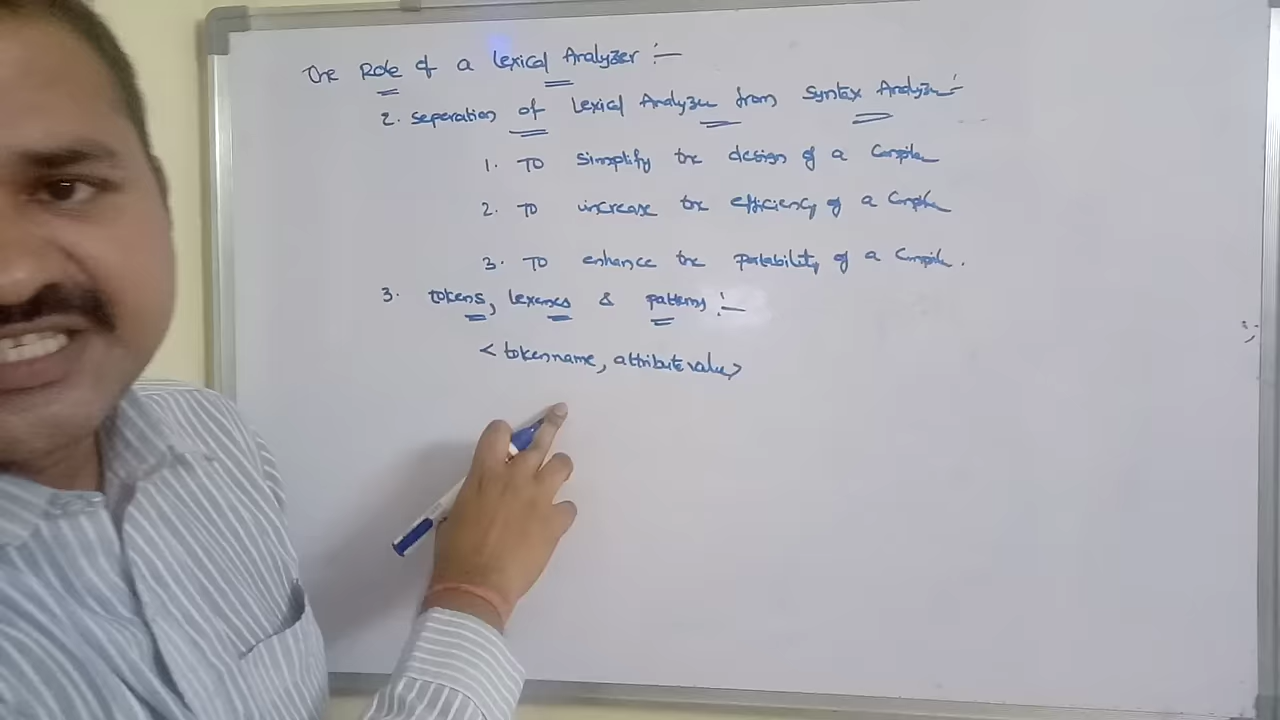 The Role of a Lexical Analyzer :-
2. Seperation of Lexical Analyzer from Syntax Analyzer :-
1. To simplify the design of a Compiler
2. To increase the efficiency of a Compiler
3. To enhance the portability of a Compiler.
3. tokens, lexemes & patterns :-
< tokenname, attribute value>